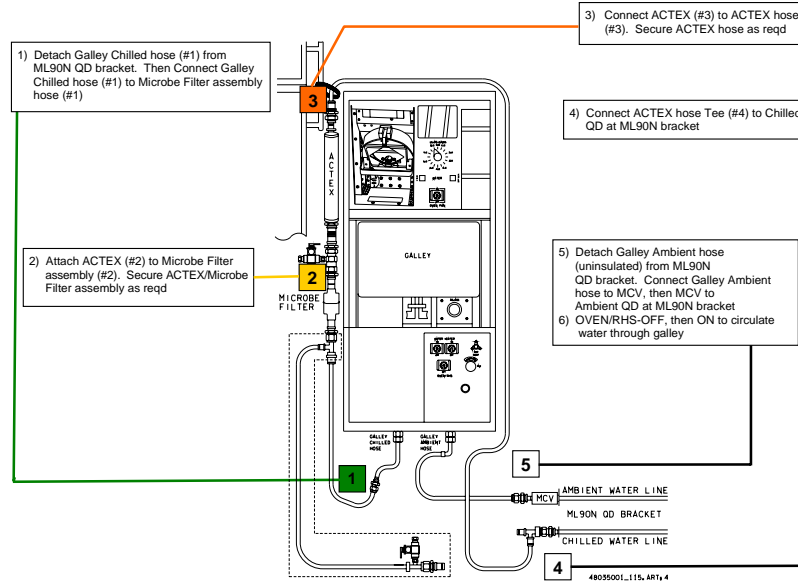 3) Connect ACTEX (#3) to ACTEX hose
(#3). Secure ACTEX hose as reqd
1) Detach Galley Chilled hose (#1) from
ML90N QD bracket. Then Connect Galley
Chilled hose (#1) to Microbe Filter assembly
hose (#1)
3
4) Connect ACTEX hose Tee (#4) to Chilled
QD at ML90N bracket
ACTEX
2) Attach ACTEX (#2) to Microbe Filter
assembly (#2). Secure ACTEX/Microbe
Filter assembly as reqd
2
MICROBE
FILTER
GALLEY
5) Detach Galley Ambient hose
(uninsulated) from ML90N
QD bracket. Connect Galley Ambient
hose to MCV, then MCV to
Ambient QD at ML90N bracket
6) OVEN/RHS-OFF, then ON to circulate
water through galley
GALLEY
CHILLED
HOSE
GALLEY
AMBIENT
HOSE
1
5
MCV
AMBIENT WATER LINE
ML90N QD BRACKET
CHILLED WATER LINE
4
48035001_115.ART;4